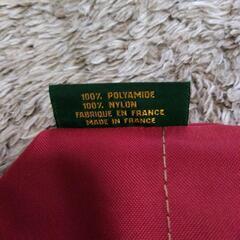 100% POLYAMIDE
100% NYLON
FABRIQUE EN FRANCE
MADE IN FRANCE